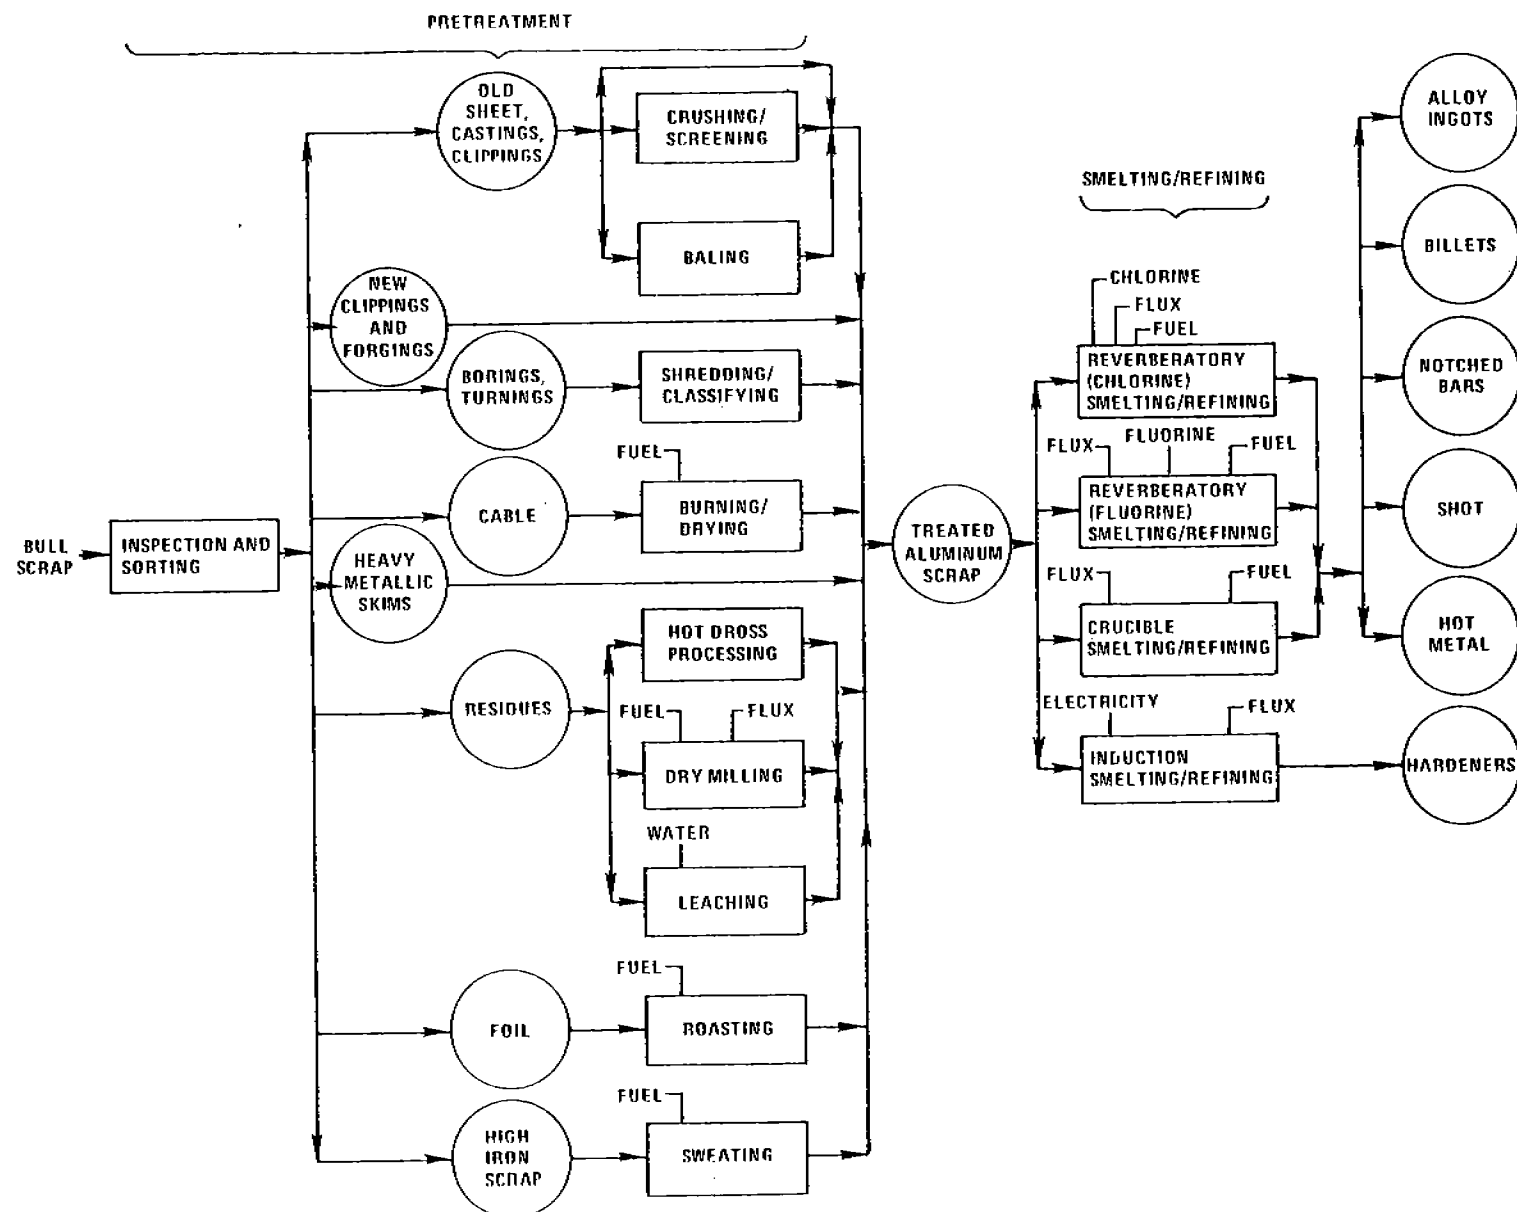 PRETREATMENT
OLD
SHEET,
CASTINGS,
CLIPPINGS
CRUSHING/
SCREENING
BALING
NEW
CLIPPINGS
AND
FORGINGS
BORINGS,
TURNINGS
SHREDDING/
CLASSIFYING
FUEL
CABLE
BURNING/
DRYING
BULL
SCRAP
INSPECTION AND
SORTING
HEAVY
METALLIC
SKIMS
HOT DROSS
PROCESSING
RESIDUES
FUEL
FLUX
DRY MILLING
WATER
LEACHING
FUEL
FOIL
ROASTING
FUEL
HIGH
IRON
SCRAP
SWEATING
TREATED
ALUMINUM
SCRAP
SMELTING/REFINING
CHLORINE
FLUX
FUEL
REVERBERATORY
(CHLORINE)
SMELTING/REFINING
FLUX
FLUORINE
FUEL
REVERBERATORY
(FLUORINE)
SMELTING/REFINING
FLUX
FUEL
CRUCIBLE
SMELTING/REFINING
ELECTRICITY
FLUX
INDUCTION
SMELTING/REFINING
ALLOY
INGOTS
BILLETS
NOTCHED
BARS
SHOT
HOT
METAL
HARDENERS